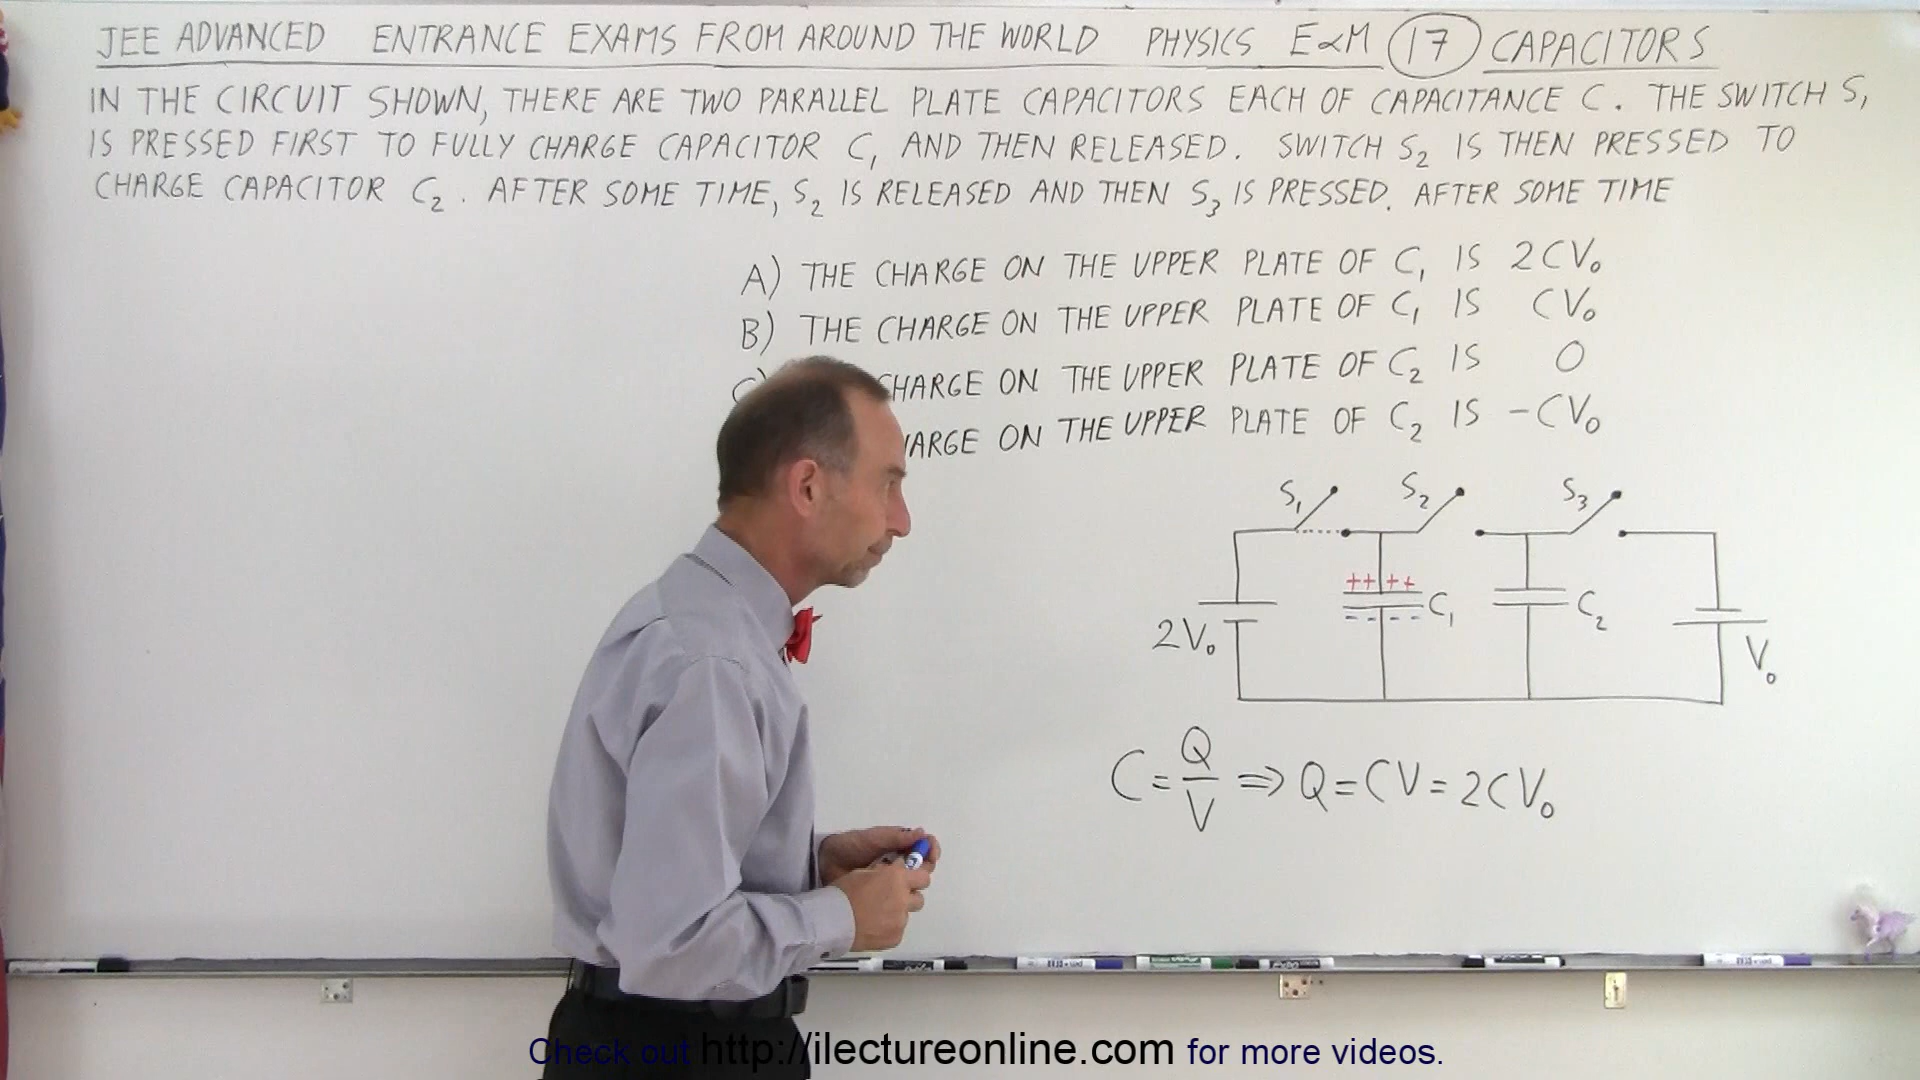 JEE ADVANCED ENTRANCE EXAMS FROM AROUND THE WORLD PHYSICS E&M 17 CAPACITORS
IN THE CIRCUIT SHOWN, THERE ARE TWO PARALLEL PLATE CAPACITORS EACH OF CAPACITANCE C. THE SWITCH S₁
IS PRESSED FIRST TO FULLY CHARGE CAPACITOR C₁ AND THEN RELEASED. SWITCH S₂ IS THEN PRESSED TO
CHARGE CAPACITOR C₂. AFTER SOME TIME, S₂ IS RELEASED AND THEN S₃ IS PRESSED. AFTER SOME TIME
A) THE CHARGE ON THE UPPER PLATE OF C₁ IS 2CV₀
B) THE CHARGE ON THE UPPER PLATE OF C₁ IS CV₀
C) CHARGE ON THE UPPER PLATE OF C₂ IS 0
ARGE ON THE UPPER PLATE OF C₂ IS -CV₀
S₁ S₂ S₃
++++
C₁ C₂
----
2V₀ V₀
C = Q/V ⇒ Q = CV = 2CV₀
Check out http://ilectureonline.com for more videos.